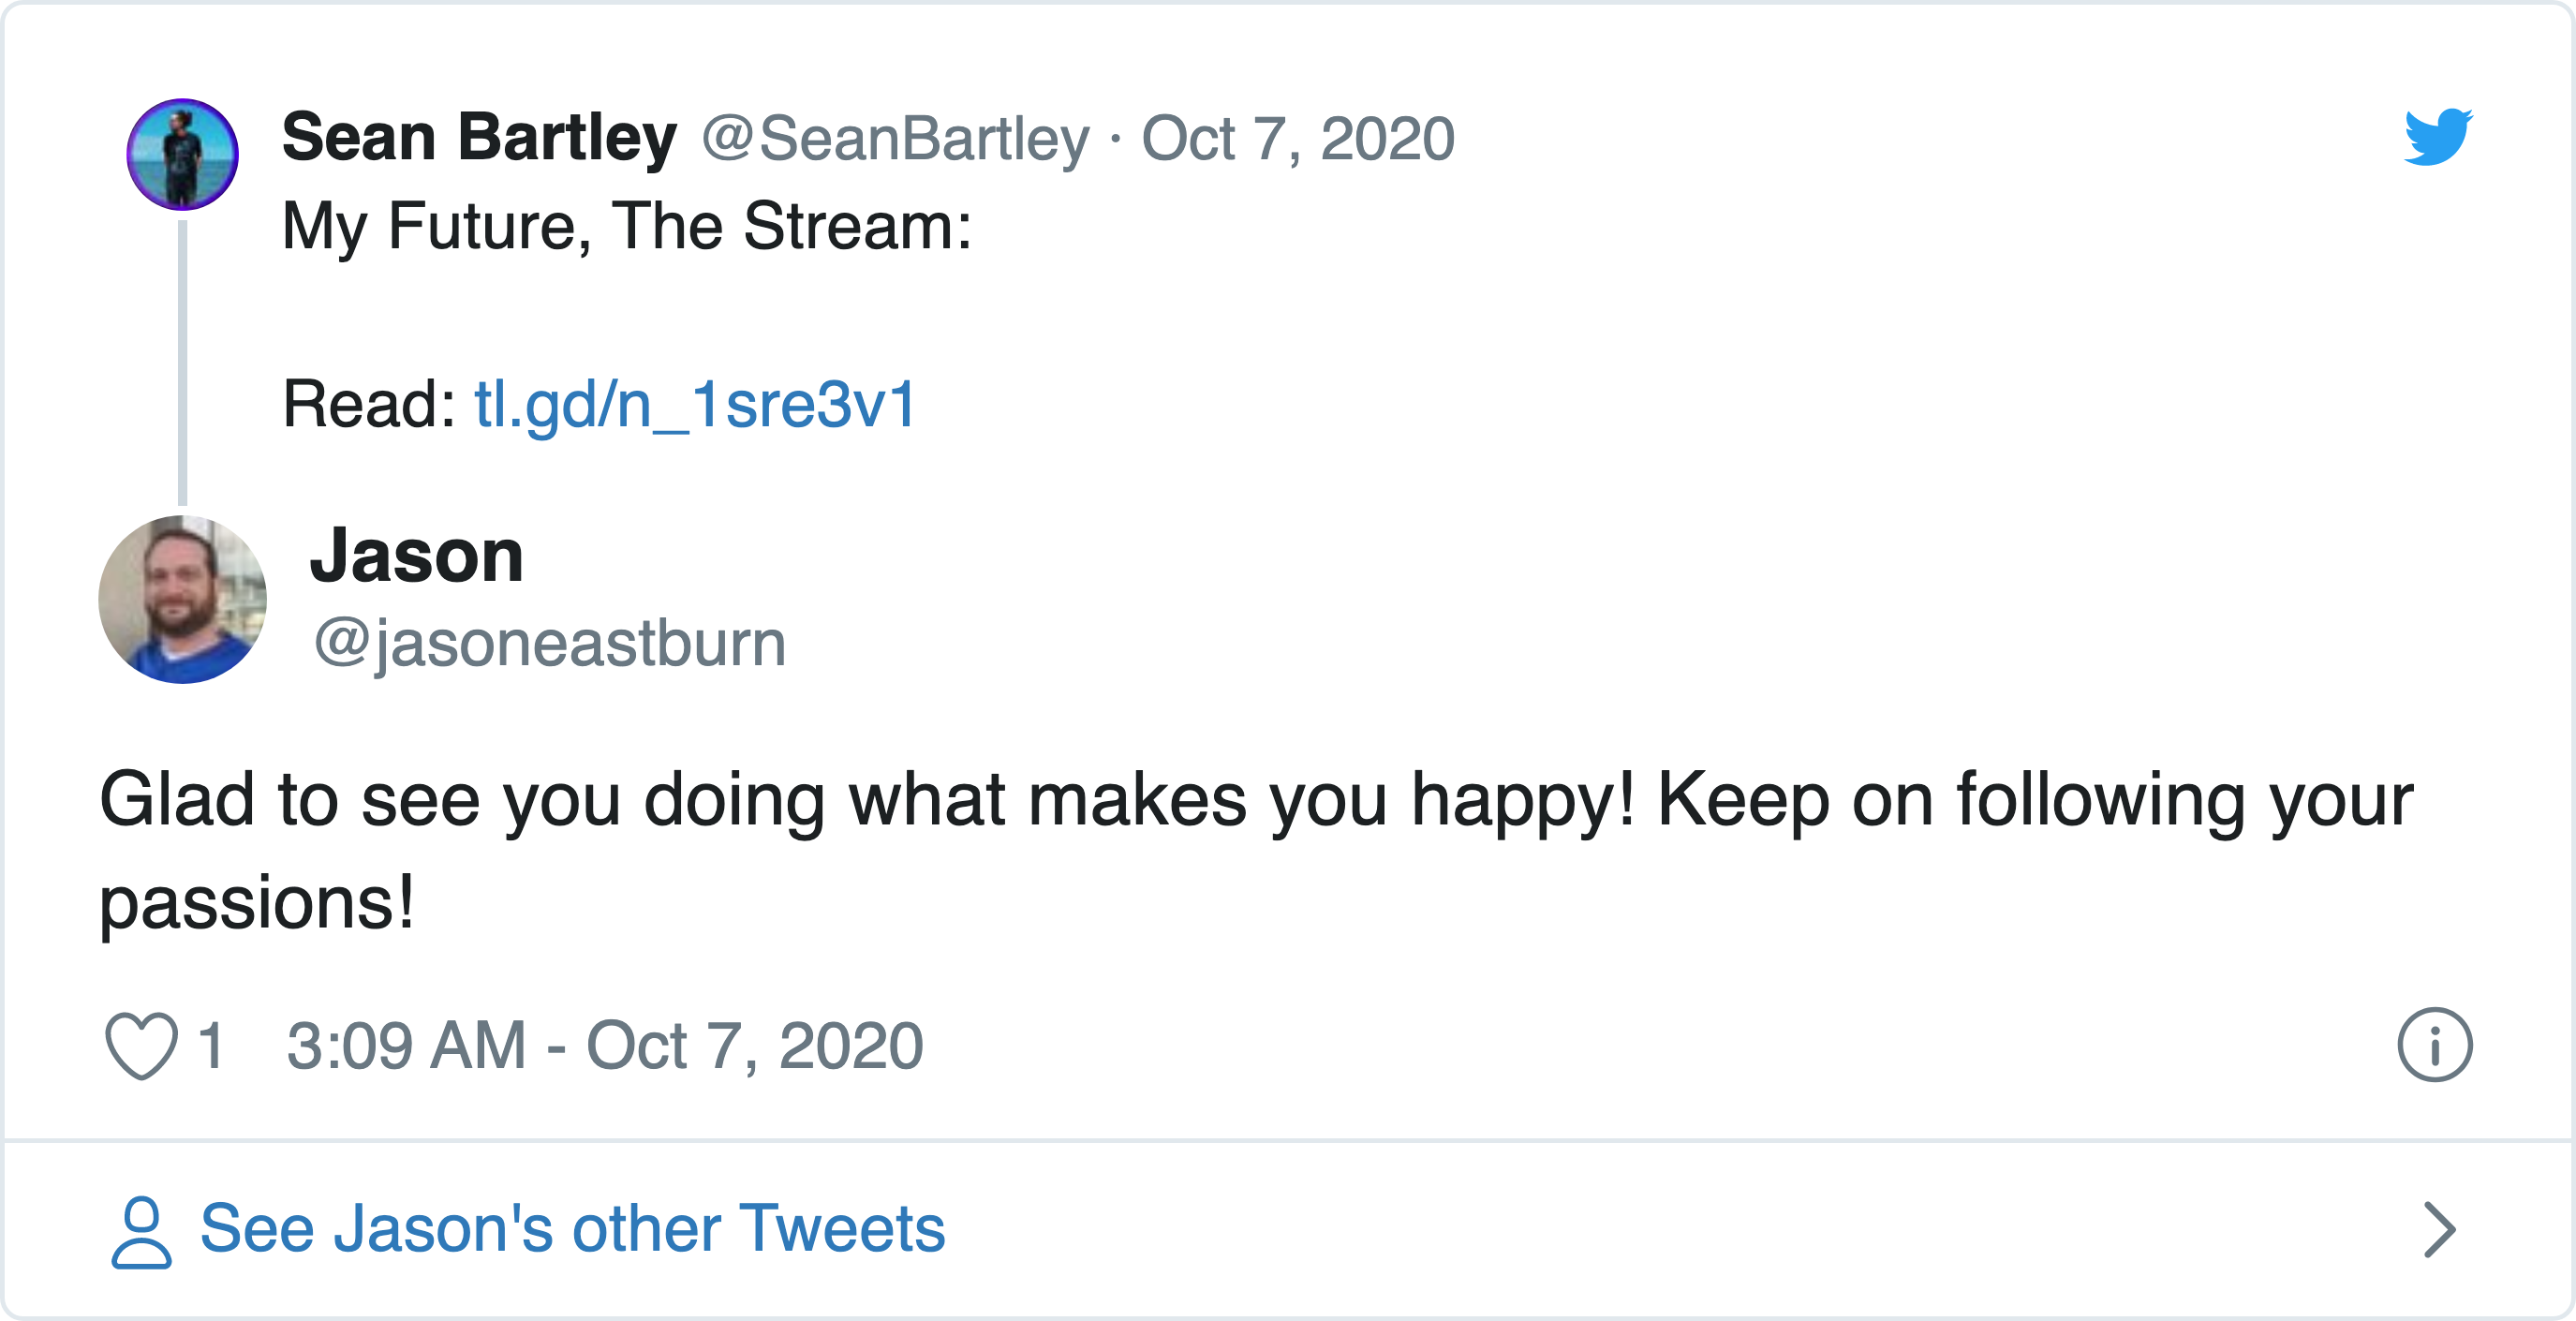 Sean Bartley @SeanBartley · Oct 7, 2020
My Future, The Stream:
Read: tl.gd/n_1sre3v1
Jason
@jasoneastburn
Glad to see you doing what makes you happy! Keep on following your
passions!
1 3:09 AM - Oct 7, 2020
See Jason's other Tweets